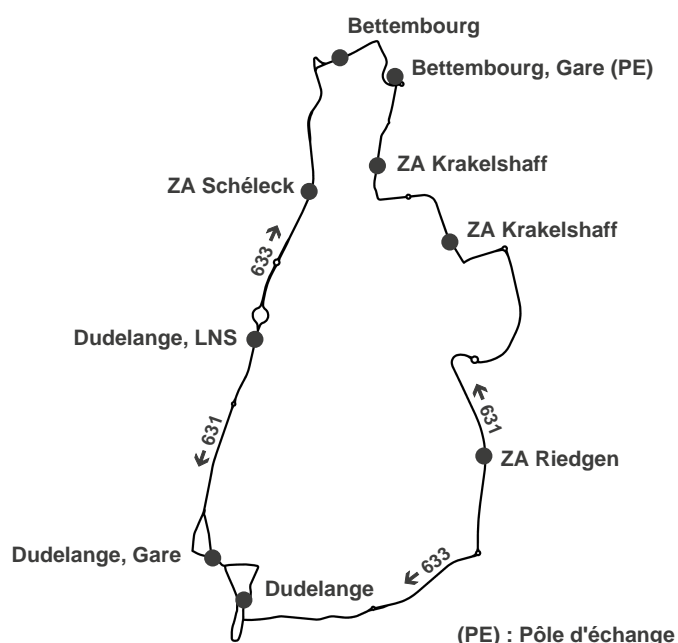 Bettembourg
Bettembourg, Gare (PE)
ZA Krakelshaff
ZA Schéleck
ZA Krakelshaff
633
Dudelange, LNS
631
631
ZA Riedgen
Dudelange, Gare
633
Dudelange
(PE) : Pôle d'échange